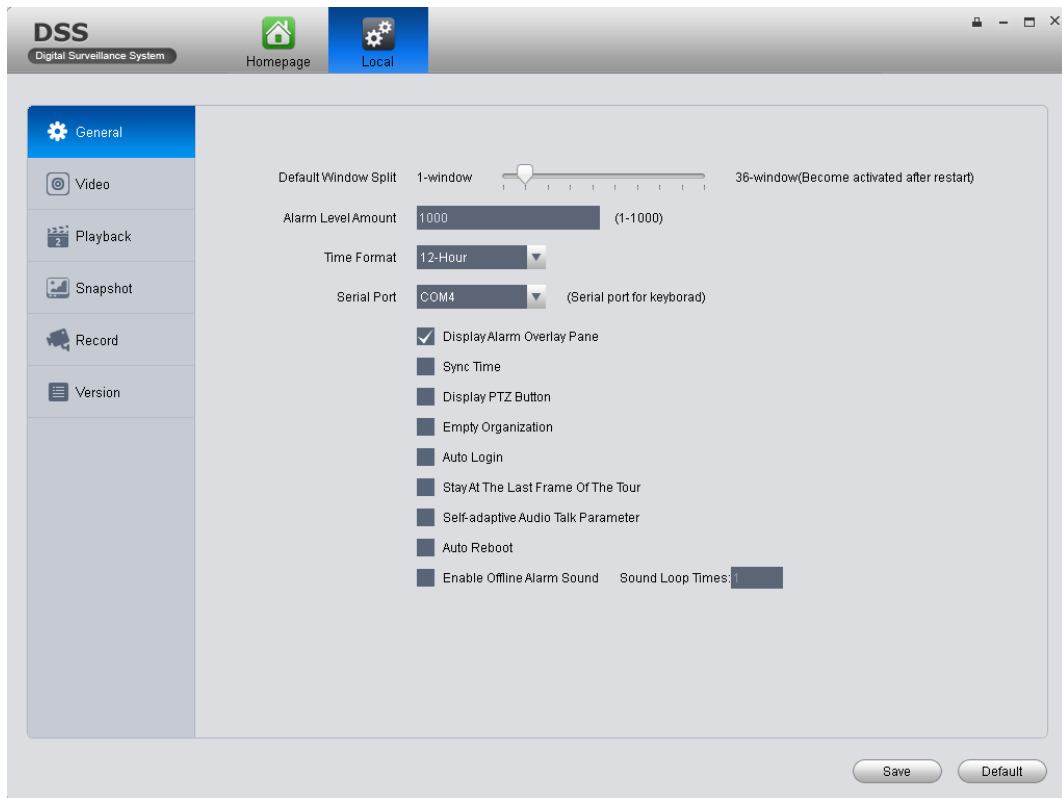 DSS
Digital Surveillance System
Homepage
Local
General
Video
Playback
Snapshot
Record
Version
Default Window Split 1-window 36-window(Become activated after restart)
Alarm Level Amount 1000 (1-1000)
Time Format 12-Hour
Serial Port COM4 (Serial port for keyborad)
Display Alarm Overlay Pane
Sync Time
Display PTZ Button
Empty Organization
Auto Login
Stay At The Last Frame Of The Tour
Self-adaptive Audio Talk Parameter
Auto Reboot
Enable Offline Alarm Sound Sound Loop Times: 1
Save Default